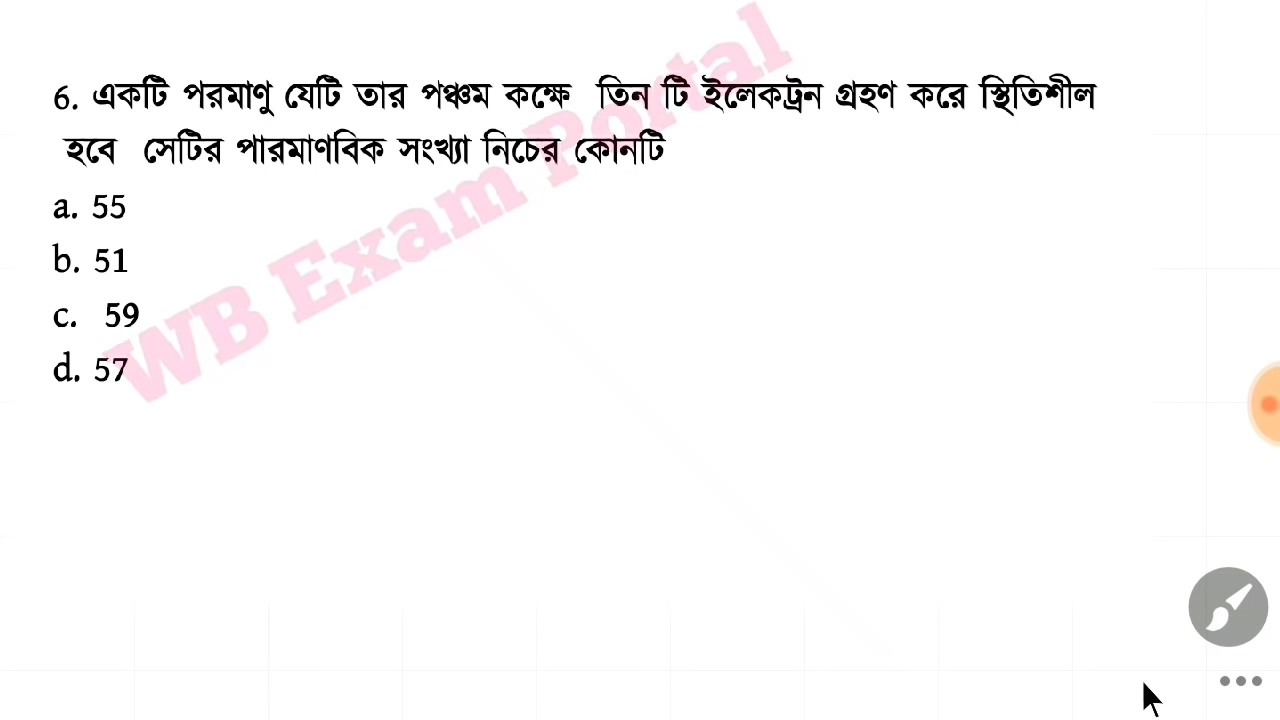 6. একটি পরমাণু যেটি তার পঞ্চম কক্ষে তিন টি ইলেকট্রন গ্রহণ করে স্থিতিশীল
হবে সেটির পারমাণবিক সংখ্যা নিচের কোনটি
a. 55
b. 51
c. 59
d. 57
WB Exam Portal